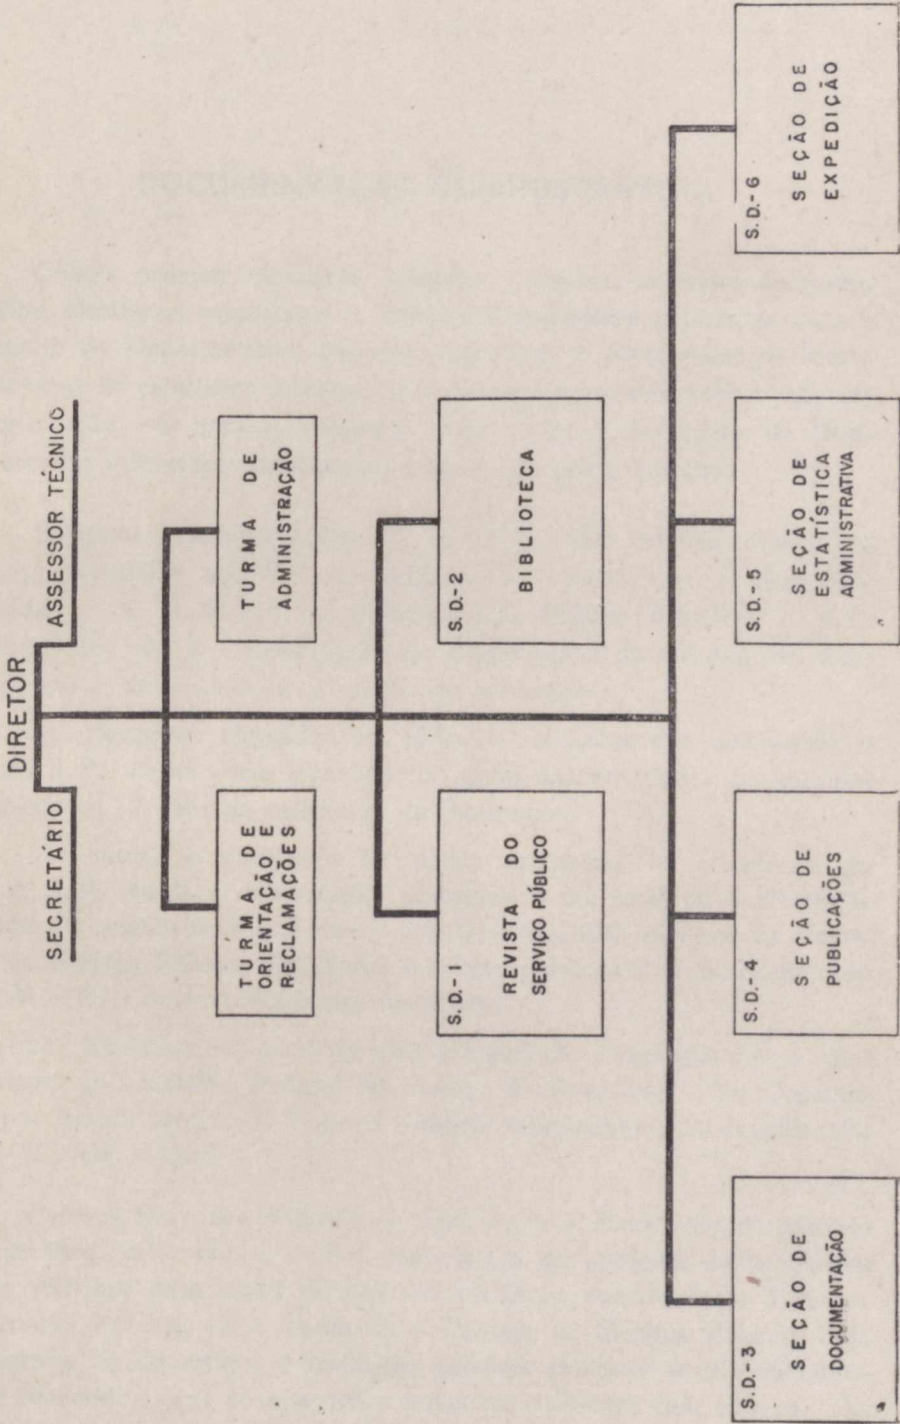 DIRETOR
SECRETÁRIO
ASSESSOR TÉCNICO
TURMA DE
ORIENTAÇÃO E
RECLAMAÇÕES
TURMA DE
ADMINISTRAÇÃO
S.D.-1
REVISTA DO
SERVIÇO PÚBLICO
S.D.-2
BIBLIOTECA
S.D.-3
SEÇÃO DE
DOCUMENTAÇÃO
S.D.-4
SEÇÃO DE
PUBLICAÇÕES
S.D.-5
SEÇÃO DE
ESTATÍSTICA
ADMINISTRATIVA
S.D.-6
SEÇÃO DE
EXPEDIÇÃO